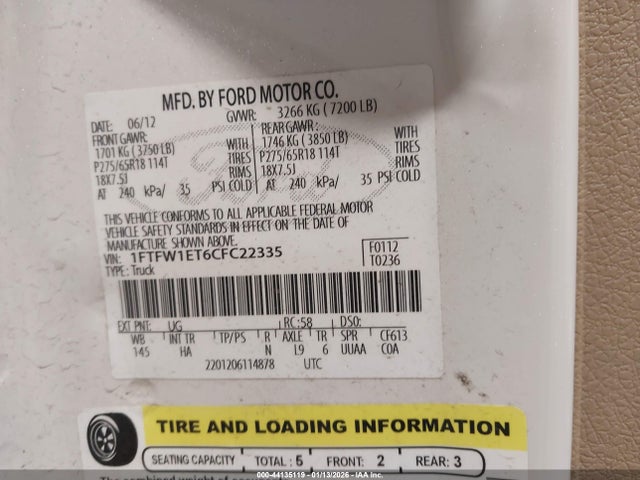 MFD. BY FORD MOTOR CO.
DATE: 06/12 GVWR: 3266 KG ( 7200 LB)
FRONT GAWR: REAR GAWR:
1701 KG ( 3750 LB) WITH 1746 KG ( 3850 LB) WITH
P275/65R18 114T TIRES P275/65R18 114T TIRES
18X7.5J RIMS 18X7.5J RIMS
AT 240 kPa/ 35 PSI COLD AT 240 kPa/ 35 PSI COLD
THIS VEHICLE CONFORMS TO ALL APPLICABLE FEDERAL MOTOR
VEHICLE SAFETY STANDARDS IN EFFECT ON THE DATE OF
MANUFACTURE SHOWN ABOVE.
VIN: 1FTFW1ET6CFC22335 F0112
TYPE: Truck T0236
EXT PNT: UG RC:58 DSO:
WB INT TR TP/PS R AXLE TR SPR CF613
145 HA N L9 6 UUAA COA
2201206114878 UTC
TIRE AND LOADING INFORMATION
SEATING CAPACITY TOTAL : 5 FRONT: 2 REAR: 3
The combined weight of
000-44135119 - 01/13/2026 - IAA Inc.